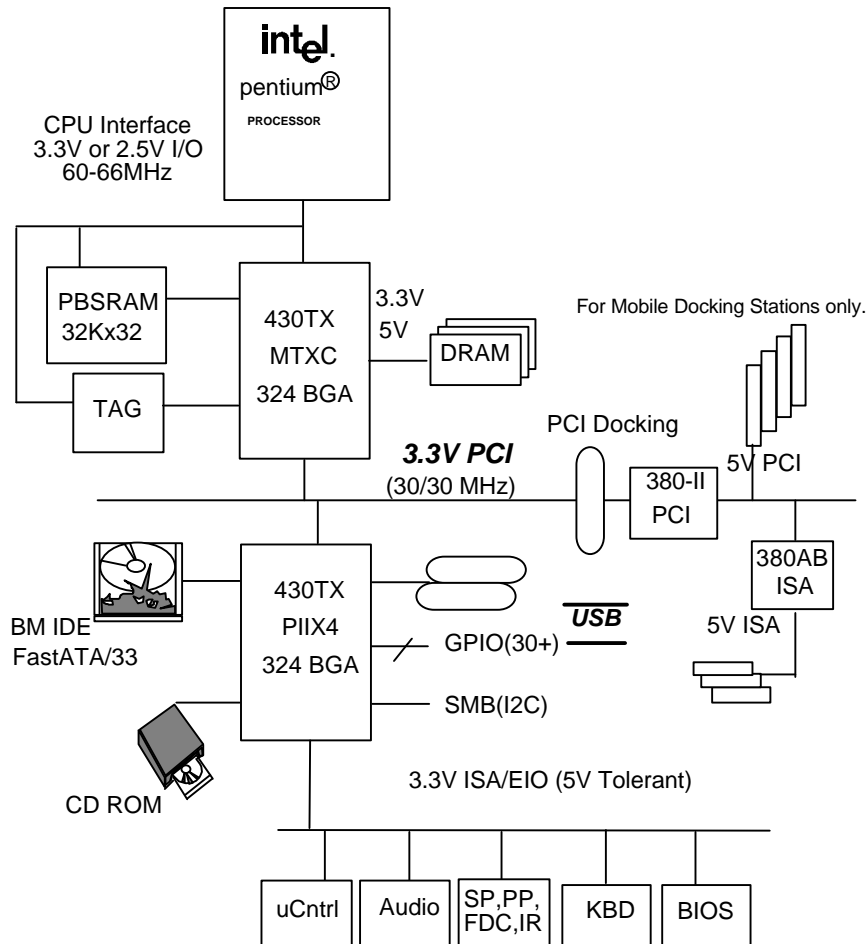 intel.
pentium®
PROCESSOR
CPU Interface
3.3V or 2.5V I/O
60-66MHz
PBSRAM
32Kx32
TAG
430TX
MTXC
324 BGA
3.3V
5V
DRAM
For Mobile Docking Stations only.
PCI Docking
3.3V PCI
(30/30 MHz)
380-II
PCI
5V PCI
380AB
ISA
5V ISA
BM IDE
FastATA/33
430TX
PIIX4
324 BGA
USB
GPIO(30+)
SMB(I2C)
CD ROM
3.3V ISA/EIO (5V Tolerant)
uCntrl
Audio
SP,PP,
FDC,IR
KBD
BIOS